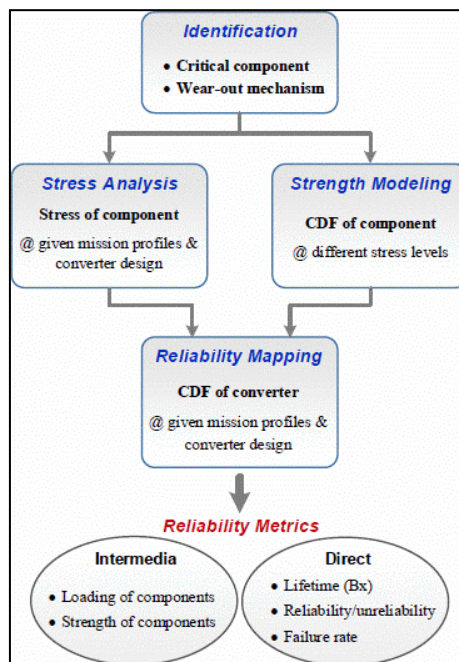 Identification
• Critical component
• Wear-out mechanism
Stress Analysis
Stress of component
@ given mission profiles &
converter design
Strength Modeling
CDF of component
@ different stress levels
Reliability Mapping
CDF of converter
@ given mission profiles &
converter design
Reliability Metrics
Intermedia
• Loading of components
• Strength of components
Direct
• Lifetime (Bx)
• Reliability/unreliability
• Failure rate